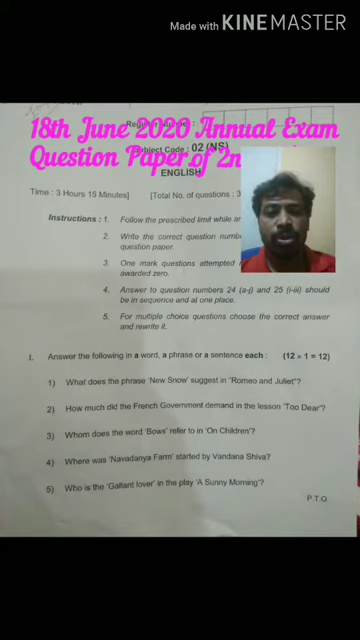 Made with KINEMASTER
Register Number :
18th June 2020 Annual Exam
Subject Code : 02 (NS)
Question Paper of 2n
ENGLISH
Time : 3 Hours 15 Minutes] [Total No. of questions : 3
Instructions : 1. Follow the prescribed limit while
2. Write the correct question
question paper.
3. One mark questions attempted
awarded zero.
4. Answer to question numbers 24 (a-j) and 25 (i-iii) should
be in sequence and at one place.
5. For multiple choice questions choose the correct answer
and rewrite it.
I. Answer the following in a word, a phrase or a sentence each : (12 × 1 = 12)
1) What does the phrase 'New Snow' suggest in "Romeo and Juliet"?
2) How much did the French Government demand in the lesson 'Too Dear'?
3) Whom does the word 'Bows' refer to in 'On Children'?
4) Where was 'Navadanya Farm' started by Vandana Shiva?
5) Who is the 'Gallant lover' in the play 'A Sunny Morning'?
P.T.O